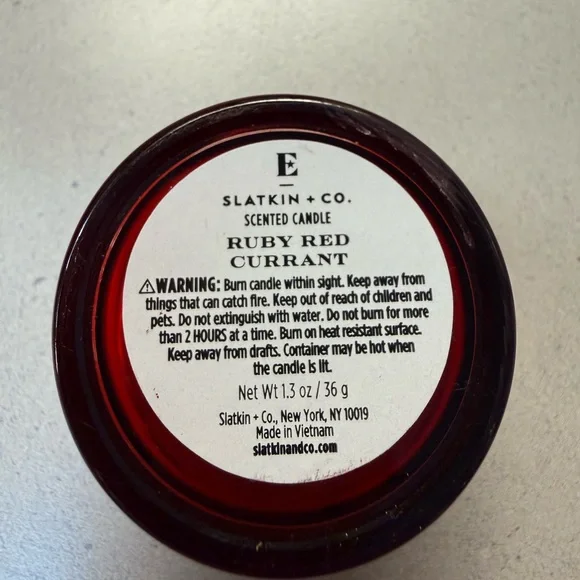 E
SLATKIN + CO.
SCENTED CANDLE
RUBY RED
CURRANT
⚠WARNING: Burn candle within sight. Keep away from
things that can catch fire. Keep out of reach of children and
pets. Do not extinguish with water. Do not burn for more
than 2 HOURS at a time. Burn on heat resistant surface.
Keep away from drafts. Container may be hot when
the candle is lit.
Net Wt 1.3 oz / 36 g
Slatkin + Co., New York, NY 10019
Made in Vietnam
slatkinandco.com